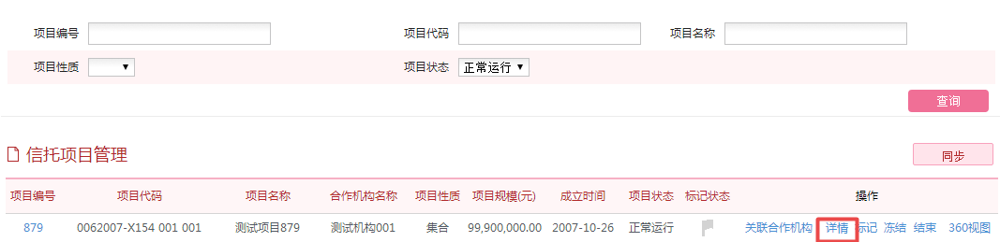 项目编号 项目代码 项目名称
项目性质 项目状态 正常运行
查询
信托项目管理 同步
项目编号 项目代码 项目名称 合作机构名称 项目性质 项目规模(元) 成立时间 项目状态 标记状态 操作
879 0062007-X154 001 001 测试项目879 测试机构001 集合 99,900,000.00 2007-10-26 正常运行 关联合作机构 详情 标记 冻结 结束 360视图